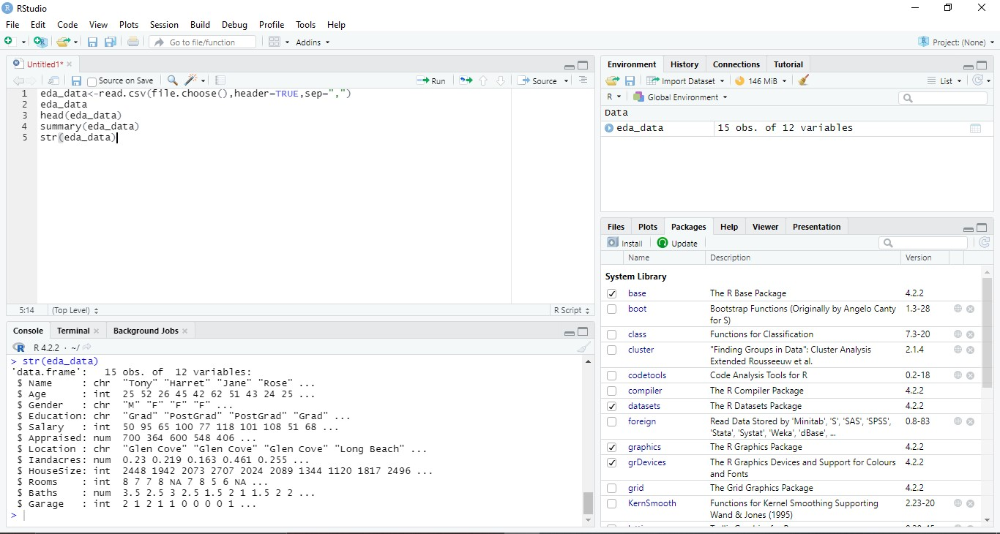 RStudio
File Edit Code View Plots Session Build Debug Profile Tools Help
Go to file/function Addins Project: (None)
Untitled1*
Source on Save Run Source
1 eda_data<-read.csv(file.choose(),header=TRUE,sep=",")
2 eda_data
3 head(eda_data)
4 summary(eda_data)
5 str(eda_data)
5:14 (Top Level) R Script
Console Terminal Background Jobs
R 4.2.2 · ~/
> str(eda_data)
'data.frame': 15 obs. of 12 variables:
$ Name : chr "Tony" "Harret" "Jane" "Rose" ...
$ Age : int 25 52 26 45 42 62 51 43 24 25 ...
$ Gender : chr "M" "F" "F" "F" ...
$ Education: chr "Grad" "PostGrad" "PostGrad" "Grad" ...
$ Salary : int 50 95 65 100 77 118 101 108 51 68 ...
$ Appraised: num 700 364 600 548 406 ...
$ Location : chr "Glen Cove" "Glen Cove" "Glen Cove" "Long Beach" ...
$ Iandacres: num 0.23 0.219 0.163 0.461 0.255 ...
$ HouseSize: int 2448 1942 2073 2707 2024 2089 1344 1120 1817 2496 ...
$ Rooms : int 8 7 7 8 NA 7 8 5 6 NA ...
$ Baths : num 3.5 2.5 3 2.5 1.5 2 1 1.5 2 2 ...
$ Garage : int 2 1 2 1 1 0 0 0 0 1 ...
>
Environment History Connections Tutorial
Import Dataset 146 MiB List
R Global Environment
Data
eda_data 15 obs. of 12 variables
Files Plots Packages Help Viewer Presentation
Install Update
Name Description Version
System Library
base The R Base Package 4.2.2
boot Bootstrap Functions (Originally by Angelo Canty 1.3-28
for S)
class Functions for Classification 7.3-20
cluster "Finding Groups in Data": Cluster Analysis 2.1.4
Extended Rousseeuw et al.
codetools Code Analysis Tools for R 0.2-18
compiler The R Compiler Package 4.2.2
datasets The R Datasets Package 4.2.2
foreign Read Data Stored by 'Minitab', 'S', 'SAS', 'SPSS', 0.8-83
'Stata', 'Systat', 'Weka', 'dBase', ...
graphics The R Graphics Package 4.2.2
grDevices The R Graphics Devices and Support for Colours 4.2.2
and Fonts
grid The Grid Graphics Package 4.2.2
KernSmooth Functions for Kernel Smoothing Supporting 2.23-20
Wand & Jones (1995)